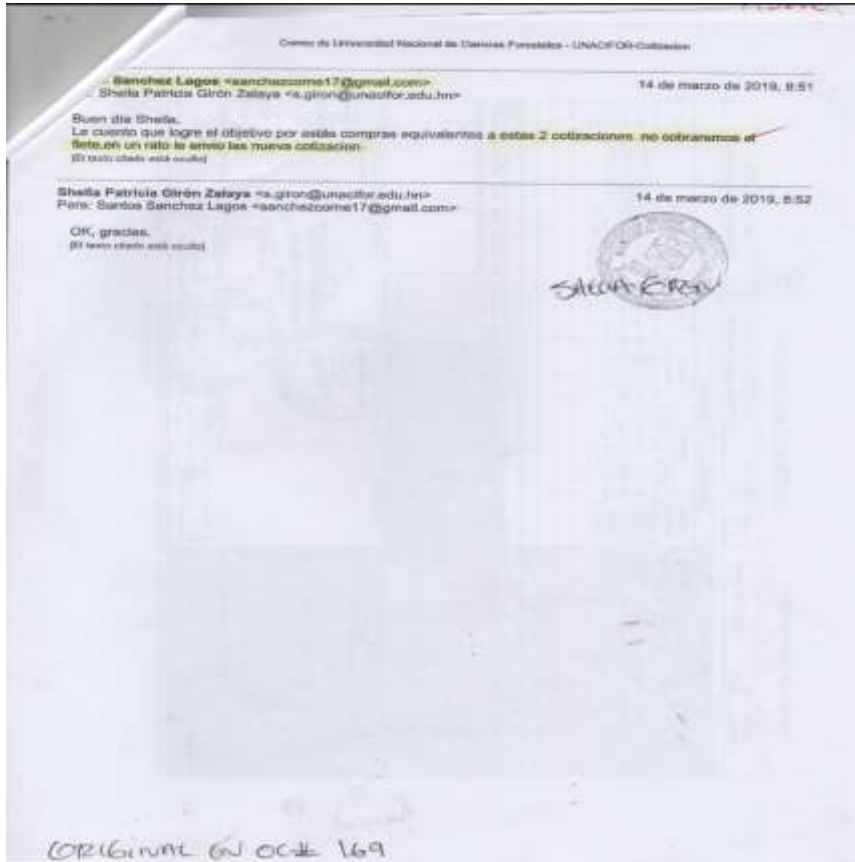 Correo de Universidad Nacional de Ciencias Forestales - UNACIFOR-Cotizacion
Sanchez Lagos <sanchezcome17@gmail.com> 14 de marzo de 2019, 8:51
Sheila Patricia Girón Zelaya <s.giron@unacifor.edu.hn>
Buen dia Sheila.
Le cuento que logre el objetivo por estás compras equivalentes a estas 2 cotizaciones no cobraremos el
flete,en un rato le envio las nueva cotizacion.
[El texto citado está oculto]
Sheila Patricia Girón Zelaya <s.giron@unacifor.edu.hn> 14 de marzo de 2019, 8:52
Para: Santos Sanchez Lagos <sanchezcome17@gmail.com>
OK, gracias.
[El texto citado está oculto]
ORIGINAL EN OC# 169